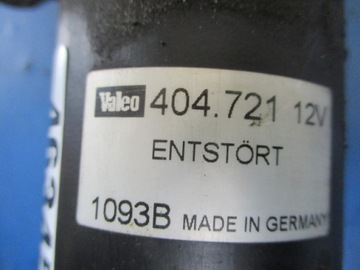 Valeo 404.721 12V
ENTSTÖRT
1093B MADE IN GERMANY